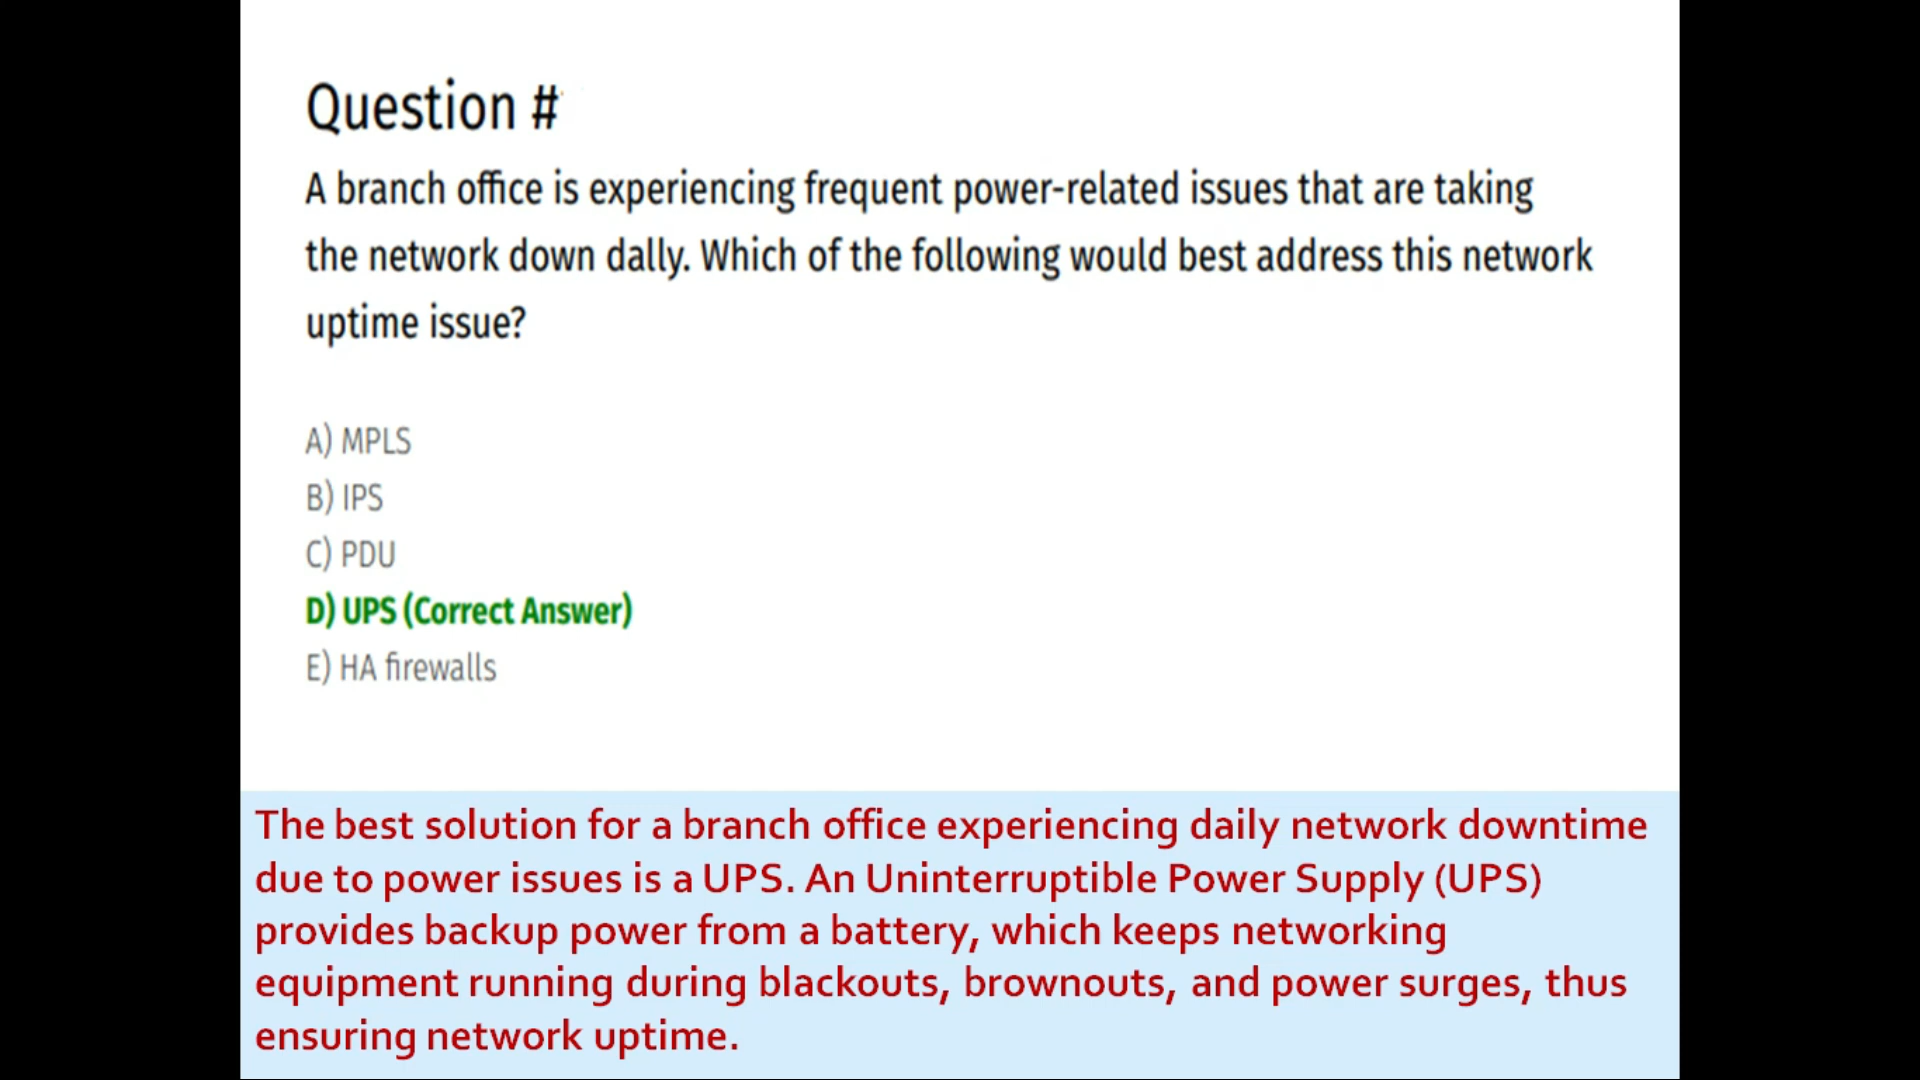 Question #
A branch office is experiencing frequent power-related issues that are taking
the network down dally. Which of the following would best address this network
uptime issue?
A) MPLS
B) IPS
C) PDU
D) UPS (Correct Answer)
E) HA firewalls
The best solution for a branch office experiencing daily network downtime
due to power issues is a UPS. An Uninterruptible Power Supply (UPS)
provides backup power from a battery, which keeps networking
equipment running during blackouts, brownouts, and power surges, thus
ensuring network uptime.